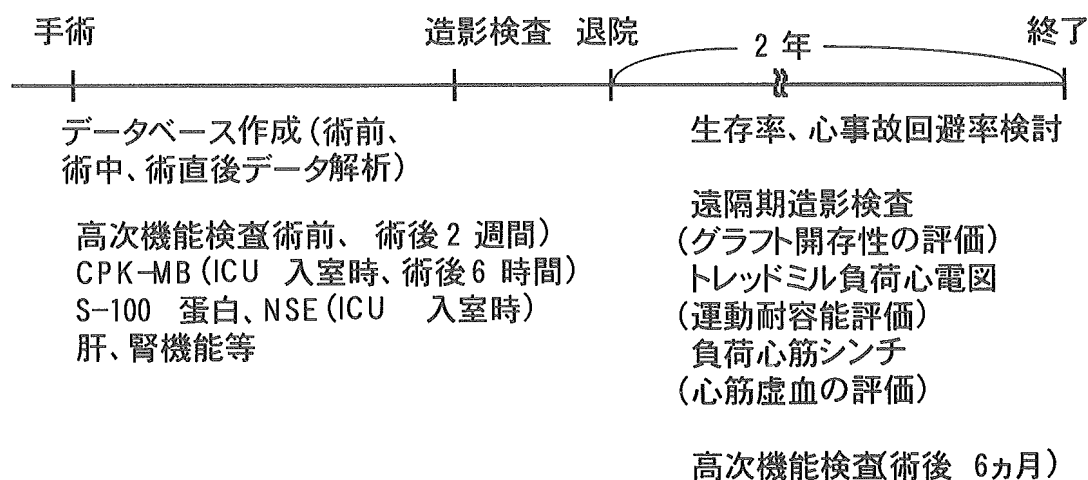 手術 造影検査 退院 2 年 終了
データベース作成(術前、
術中、術直後データ解析)
高次機能検査(術前、 術後 2 週間)
CPK-MB(ICU 入室時、術後 6 時間)
S-100 蛋白、NSE(ICU 入室時)
肝、腎機能等
生存率、心事故回避率検討
遠隔期造影検査
(グラフト開存性の評価)
トレッドミル負荷心電図
(運動耐容能評価)
負荷心筋シンチ
(心筋虚血の評価)
高次機能検査(術後 6ヵ月)